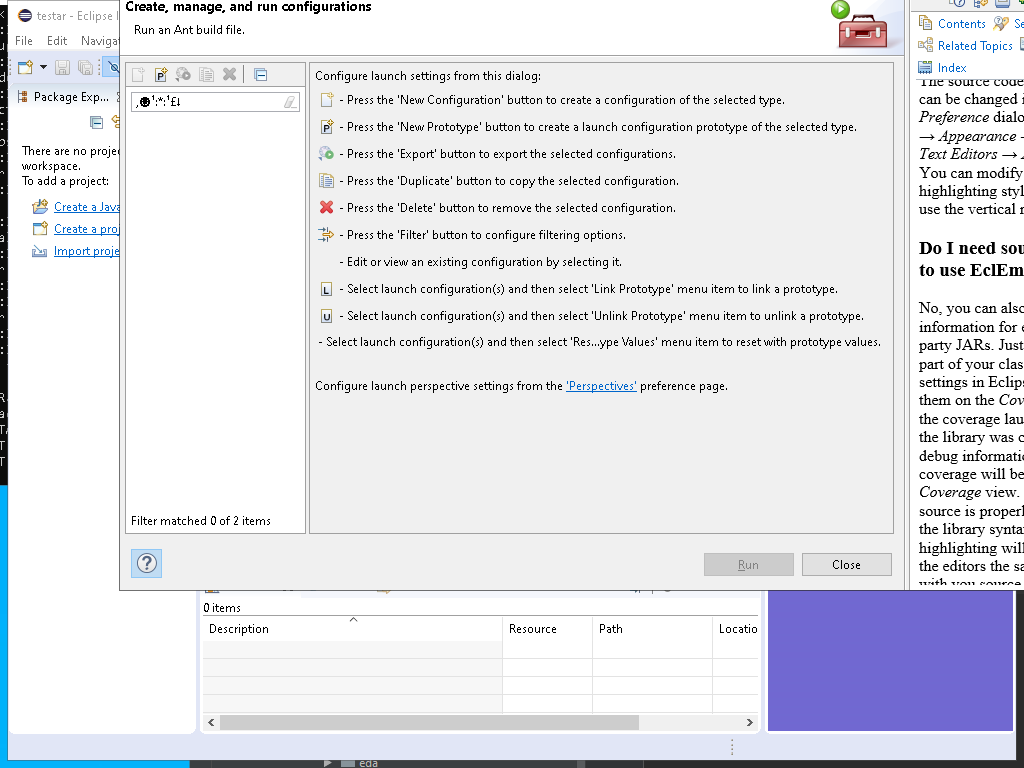 testar - Eclipse I
File Edit Naviga
Package Exp...
There are no proje
workspace.
To add a project:
Create a Java
Create a proj
Import proje
Create, manage, and run configurations
Run an Ant build file.
Filter matched 0 of 2 items
Configure launch settings from this dialog:
- Press the 'New Configuration' button to create a configuration of the selected type.
- Press the 'New Prototype' button to create a launch configuration prototype of the selected type.
- Press the 'Export' button to export the selected configurations.
- Press the 'Duplicate' button to copy the selected configuration.
- Press the 'Delete' button to remove the selected configuration.
- Press the 'Filter' button to configure filtering options.
- Edit or view an existing configuration by selecting it.
- Select launch configuration(s) and then select 'Link Prototype' menu item to link a prototype.
- Select launch configuration(s) and then select 'Unlink Prototype' menu item to unlink a prototype.
- Select launch configuration(s) and then select 'Res...ype Values' menu item to reset with prototype values.
Configure launch perspective settings from the 'Perspectives' preference page.
Run Close
Contents Se
Related Topics
Index
The source code
can be changed i
Preference dialo
→ Appearance
Text Editors →
You can modify
highlighting styl
use the vertical r
Do I need sou
to use EclEm
No, you can also
information for e
party JARs. Just
part of your clas
settings in Eclips
them on the Cov
the coverage lau
the library was c
debug informatio
coverage will be
Coverage view.
source is properl
the library synta
highlighting will
the editors the sa
with you source
0 items
Description Resource Path Locatio
eda